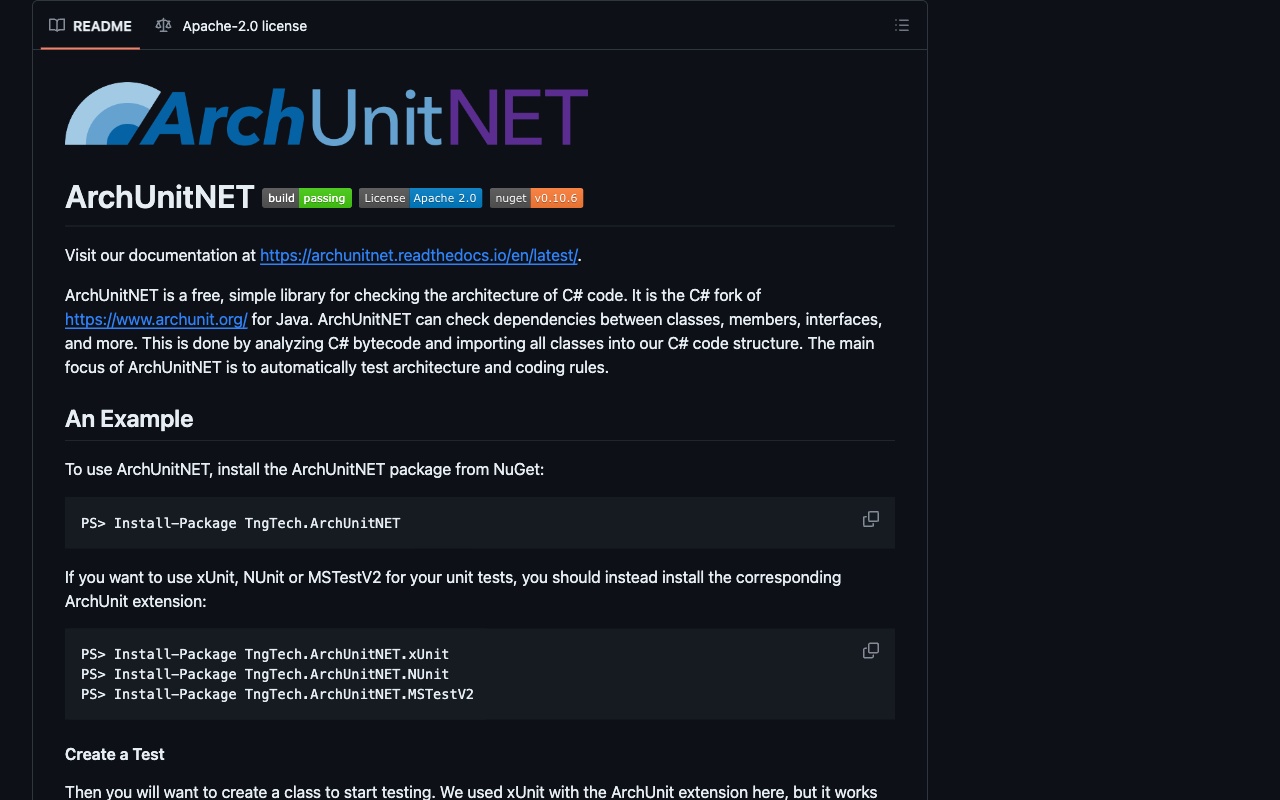 README Apache-2.0 license
ArchUnitNET
ArchUnitNET build passing License Apache 2.0 nuget v0.10.6
Visit our documentation at https://archunitnet.readthedocs.io/en/latest/.
ArchUnitNET is a free, simple library for checking the architecture of C# code. It is the C# fork of
https://www.archunit.org/ for Java. ArchUnitNET can check dependencies between classes, members, interfaces,
and more. This is done by analyzing C# bytecode and importing all classes into our C# code structure. The main
focus of ArchUnitNET is to automatically test architecture and coding rules.
An Example
To use ArchUnitNET, install the ArchUnitNET package from NuGet:
PS> Install-Package TngTech.ArchUnitNET
If you want to use xUnit, NUnit or MSTestV2 for your unit tests, you should instead install the corresponding
ArchUnit extension:
PS> Install-Package TngTech.ArchUnitNET.xUnit
PS> Install-Package TngTech.ArchUnitNET.NUnit
PS> Install-Package TngTech.ArchUnitNET.MSTestV2
Create a Test
Then you will want to create a class to start testing. We used xUnit with the ArchUnit extension here, but it works